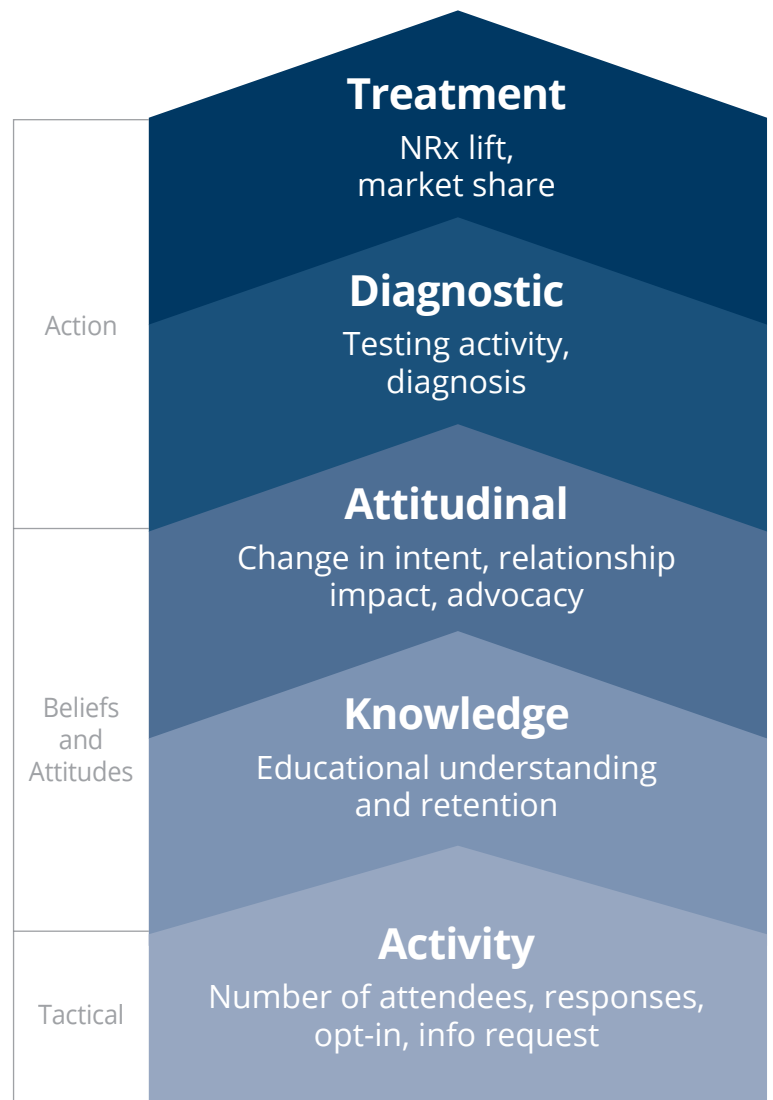 Treatment
NRx lift,
market share
Action
Diagnostic
Testing activity,
diagnosis
Attitudinal
Change in intent, relationship
impact, advocacy
Beliefs
and
Attitudes
Knowledge
Educational understanding
and retention
Activity
Number of attendees, responses,
opt-in, info request
Tactical